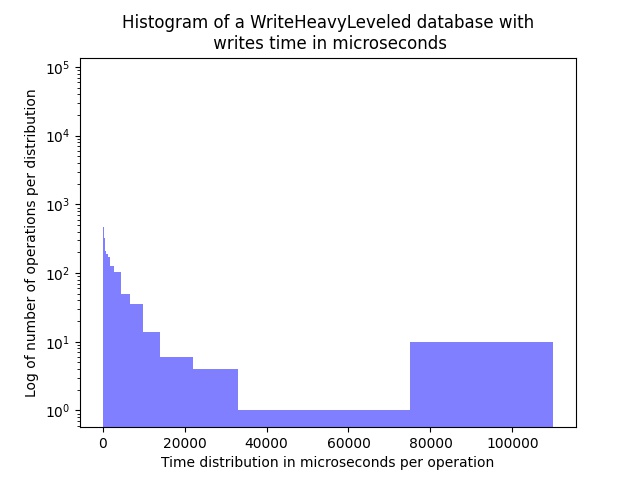 Histogram of a WriteHeavyLeveled database with
writes time in microseconds
Log of number of operations per distribution
10⁵
10⁴
10³
10²
10¹
10⁰
0 20000 40000 60000 80000 100000
Time distribution in microseconds per operation